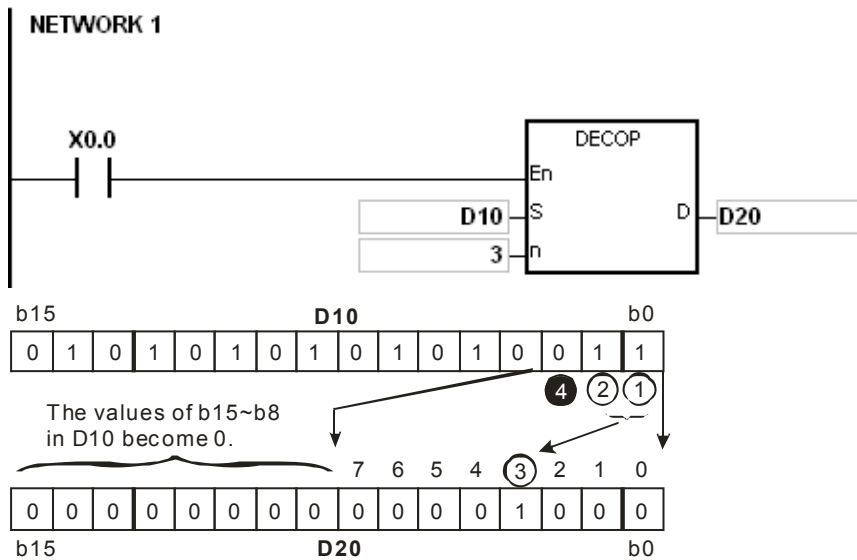 NETWORK 1
X0.0
DECOP
En
D10 S D D20
3 n
b15 D10 b0
0 1 0 1 0 1 0 1 0 1 0 1 0 0 1 1
4 2 1
The values of b15~b8
in D10 become 0.
7 6 5 4 3 2 1 0
0 0 0 0 0 0 0 0 0 0 0 0 1 0 0 0
b15 D20 b0